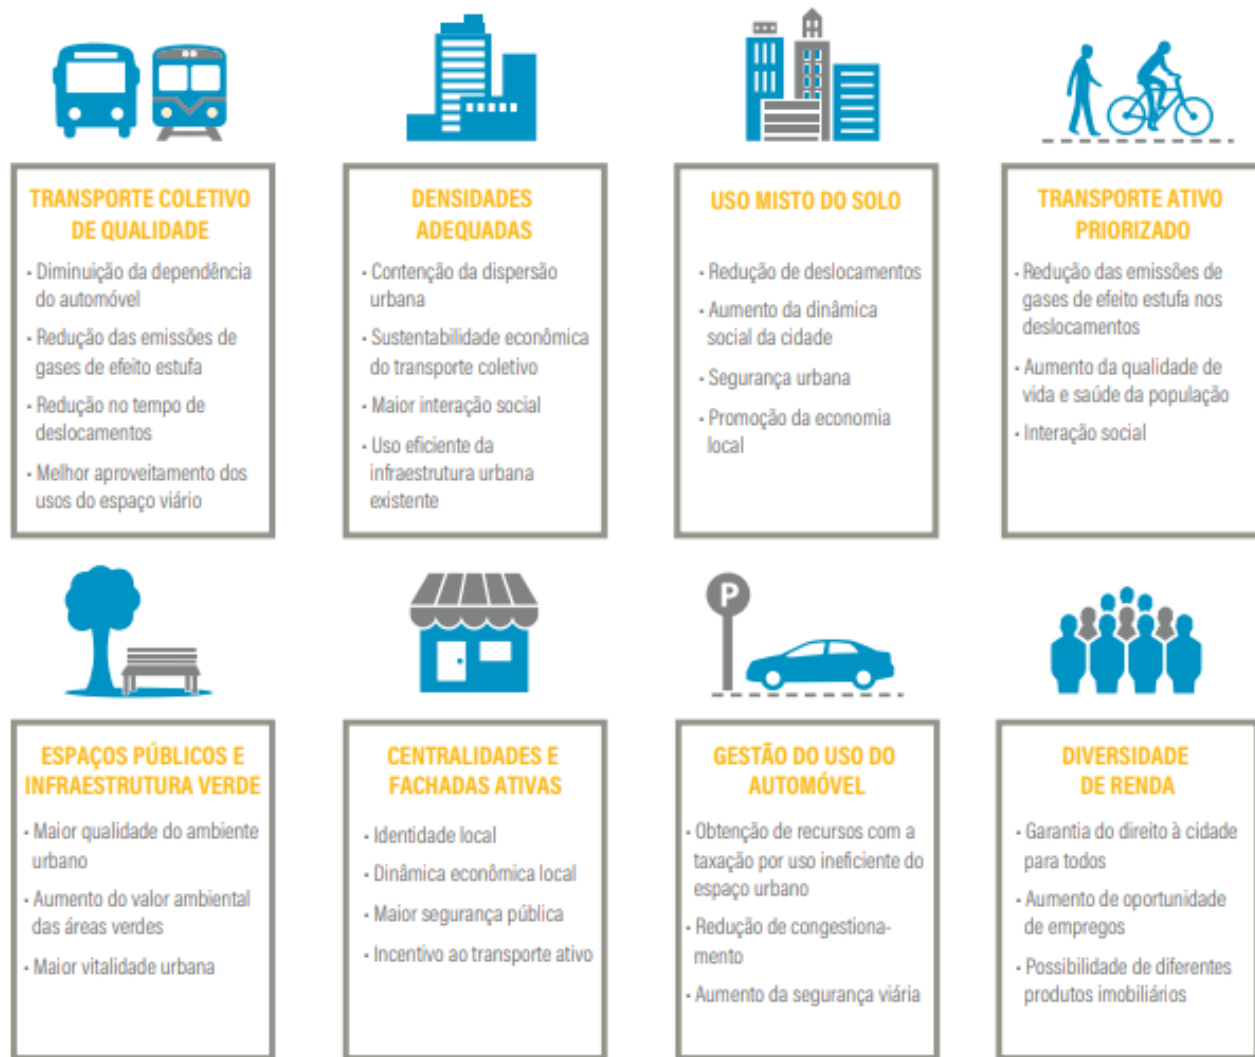 TRANSPORTE COLETIVO
DE QUALIDADE
- Diminuição da dependência
do automóvel
- Redução das emissões de
gases de efeito estufa
- Redução no tempo de
deslocamentos
- Melhor aproveitamento dos
usos do espaço viário
DENSIDADES
ADEQUADAS
- Contenção da dispersão
urbana
- Sustentabilidade econômica
do transporte coletivo
- Maior interação social
- Uso eficiente da
infraestrutura urbana
existente
USO MISTO DO SOLO
- Redução de deslocamentos
- Aumento da dinâmica
social da cidade
- Segurança urbana
- Promoção da economia
local
TRANSPORTE ATIVO
PRIORIZADO
- Redução das emissões de
gases de efeito estufa nos
deslocamentos
- Aumento da qualidade de
vida e saúde da população
- Interação social
ESPAÇOS PÚBLICOS E
INFRAESTRUTURA VERDE
- Maior qualidade do ambiente
urbano
- Aumento do valor ambiental
das áreas verdes
- Maior vitalidade urbana
CENTRALIDADES E
FACHADAS ATIVAS
- Identidade local
- Dinâmica econômica local
- Maior segurança pública
- Incentivo ao transporte ativo
P
GESTÃO DO USO DO
AUTOMÓVEL
- Obtenção de recursos com a
taxação por uso ineficiente do
espaço urbano
- Redução de congestiona-
mento
- Aumento da segurança viária
DIVERSIDADE
DE RENDA
- Garantia do direito à cidade
para todos
- Aumento de oportunidade
de empregos
- Possibilidade de diferentes
produtos imobiliários